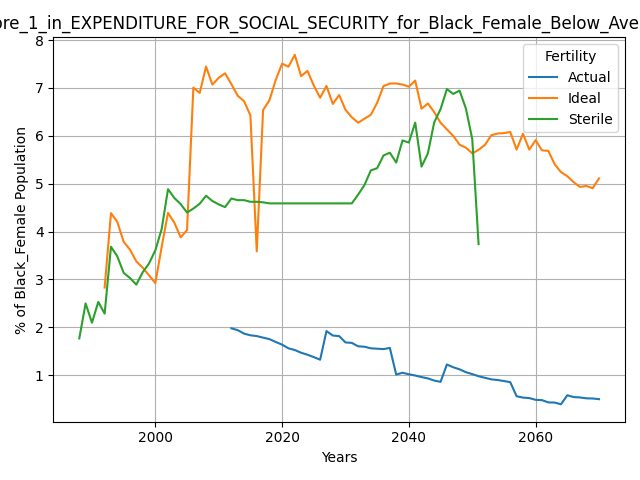 ore_1_in_EXPENDITURE_FOR_SOCIAL_SECURITY_for_Black_Female_Below_Ave
Fertility
Actual
Ideal
Sterile
% of Black_Female Population
8
7
6
5
4
3
2
1
2000 2020 2040 2060
Years